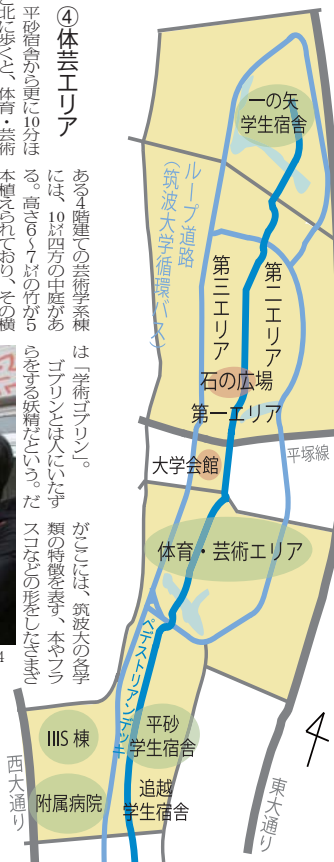 ④体芸エリア
平砂宿舎から更に10分ほ
ど北に歩くと、体育・芸術
ある4階建ての芸術学系棟
には、10㍍四方の中庭があ
る。高さ6〜7㍍の竹が5
本植えられており、その横
は「学術ゴブリン」。
ゴブリンとは人にいたず
らをする妖精だという。だ
がここには、筑波大の各学
類の特徴を表す、本やフラ
スコなどの形をしたさまざ
4
一の矢
学生宿舎
ループ道路
(筑波大学循環バス)
第三エリア
第二エリア
石の広場
第一エリア
平塚線
大学会館
体育・芸術エリア
ペデストリアンデッキ
IIIS 棟
平砂
学生宿舎
附属病院
追越
学生宿舎
西大通り
東大通り